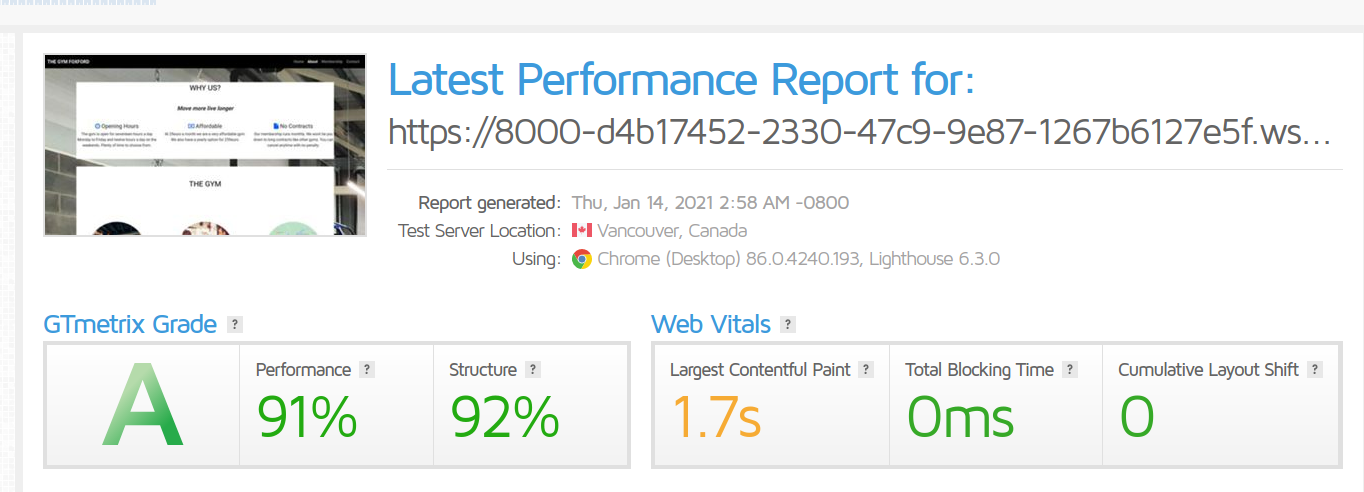 THE GYM FOXFORD
Home About Membership Contact
WHY US?
Move more live longer
Opening Hours
Affordable
No Contracts
THE GYM
Latest Performance Report for:
https://8000-d4b17452-2330-47c9-9e87-1267b6127e5f.ws...
Report generated: Thu, Jan 14, 2021 2:58 AM -0800
Test Server Location: Vancouver, Canada
Using: Chrome (Desktop) 86.0.4240.193, Lighthouse 6.3.0
GTmetrix Grade ?
A
Performance ?
91%
Structure ?
92%
Web Vitals ?
Largest Contentful Paint ?
1.7s
Total Blocking Time ?
0ms
Cumulative Layout Shift ?
0